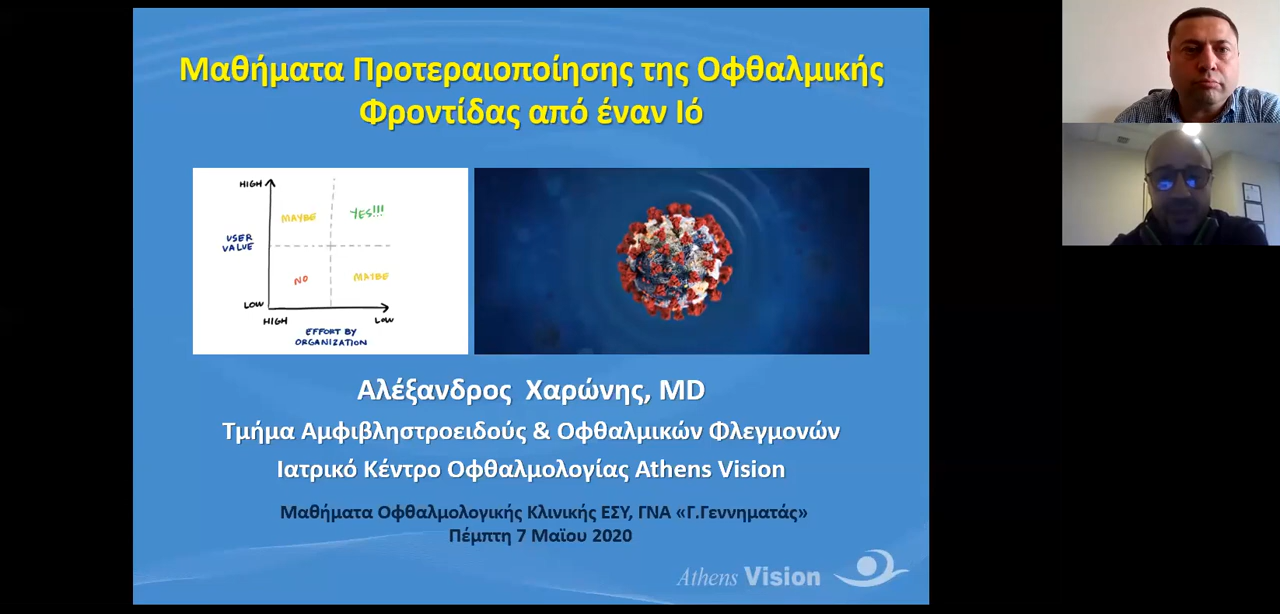 Μαθήματα Προτεραιοποίησης της Οφθαλμικής
Φροντίδας από έναν Ιό
HIGH
MAYBE
YES!!!
USER
VALUE
NO
MAYBE
LOW
HIGH
LOW
EFFORT BY
ORGANIZATION
Αλέξανδρος Χαρώνης, MD
Τμήμα Αμφιβληστροειδούς & Οφθαλμικών Φλεγμονών
Ιατρικό Κέντρο Οφθαλμολογίας Athens Vision
Μαθήματα Οφθαλμολογικής Κλινικής ΕΣΥ, ΓΝΑ «Γ.Γεννηματάς»
Πέμπτη 7 Μαϊου 2020
Athens Vision